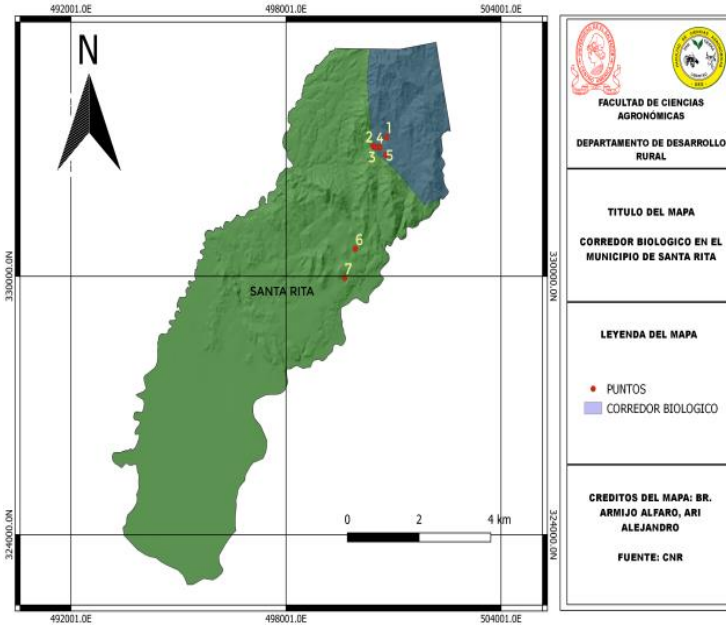 492001.0E
498001.0E
504001.0E
N
1
2 4
3 5
6
7
SANTA RITA
330000.0N
330000.0N
324000.0N
324000.0N
0 2 4 km
492001.0E
498001.0E
504001.0E
FACULTAD DE CIENCIAS
AGRONÓMICAS
DEPARTAMENTO DE DESARROLLO
RURAL
TITULO DEL MAPA
CORREDOR BIOLOGICO EN EL
MUNICIPIO DE SANTA RITA
LEYENDA DEL MAPA
PUNTOS
CORREDOR BIOLOGICO
CREDITOS DEL MAPA: BR.
ARMIJO ALFARO, ARI
ALEJANDRO
FUENTE: CNR